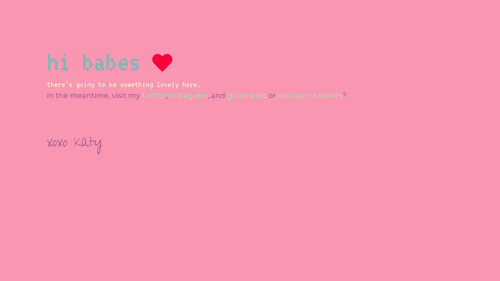 hi babes ❤
there's going to be something lovely here…
in the meantime, visit my twitter, instagram, and goodreads or read some stories?
xoxo katy